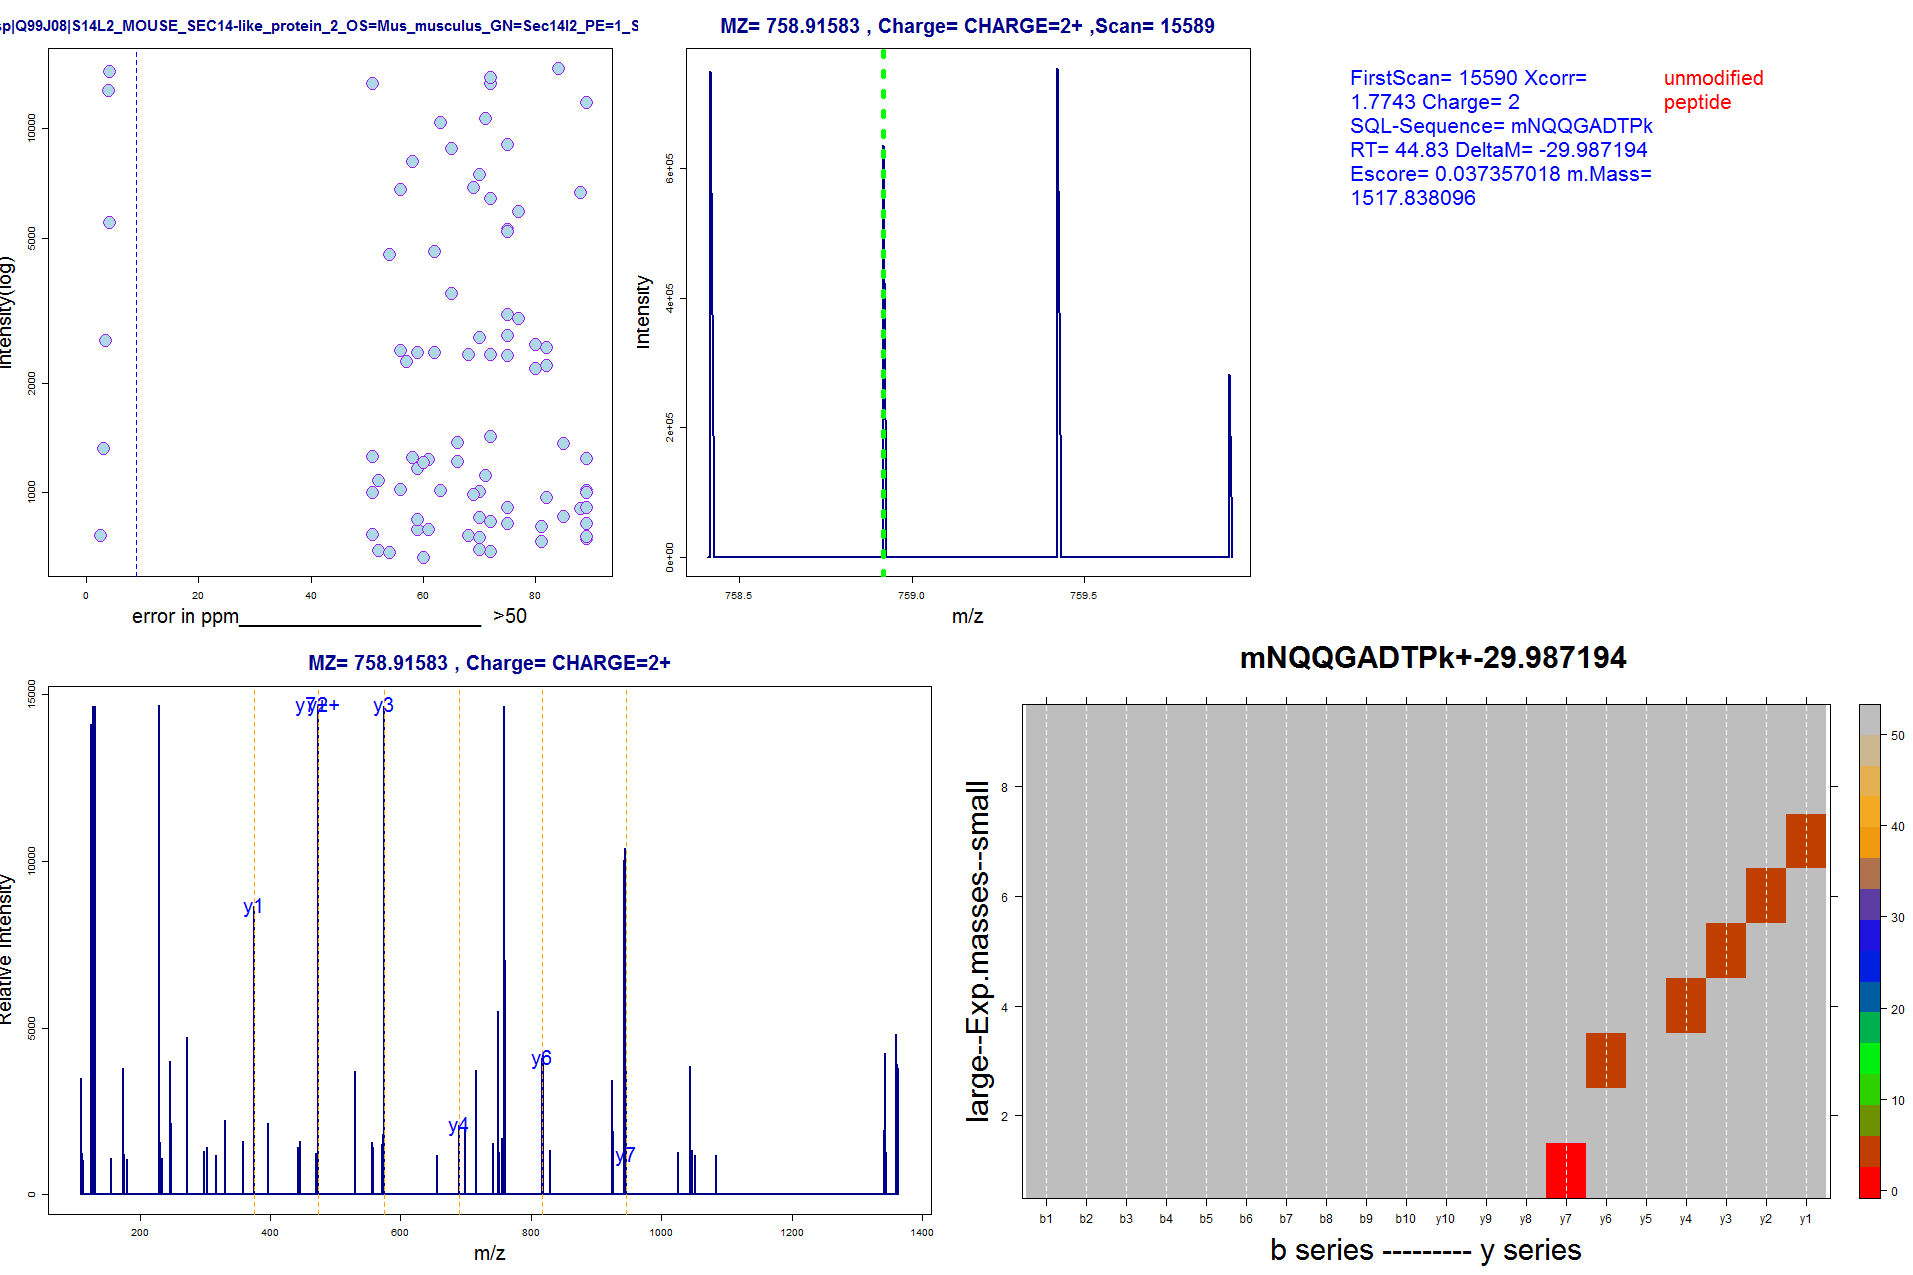 sp|Q99J08|S14L2_MOUSE_SEC14-like_protein_2_OS=Mus_musculus_GN=Sec14l2_PE=1_S
Intensity(log)
10000
5000
2000
1000
0 20 40 60 80
error in ppm______________________ >50
MZ= 758.91583 , Charge= CHARGE=2+ ,Scan= 15589
Intensity
6e+05
4e+05
2e+05
0e+00
758.5 759.0 759.5
m/z
FirstScan= 15590 Xcorr=
1.7743 Charge= 2
SQL-Sequence= mNQQGADTPk
RT= 44.83 DeltaM= -29.987194
Escore= 0.037357018 m.Mass=
1517.838096
unmodified
peptide
MZ= 758.91583 , Charge= CHARGE=2+
Relative Intensity
15000
10000
5000
0
y2
y3
y1
y6
y4
y7
200 400 600 800 1000 1200 1400
m/z
mNQQGADTPk+-29.987194
large--Exp.masses--small
8
6
4
2
b1 b2 b3 b4 b5 b6 b7 b8 b9 b10 y10 y9 y8 y7 y6 y5 y4 y3 y2 y1
b series --------- y series
50
40
30
20
10
0